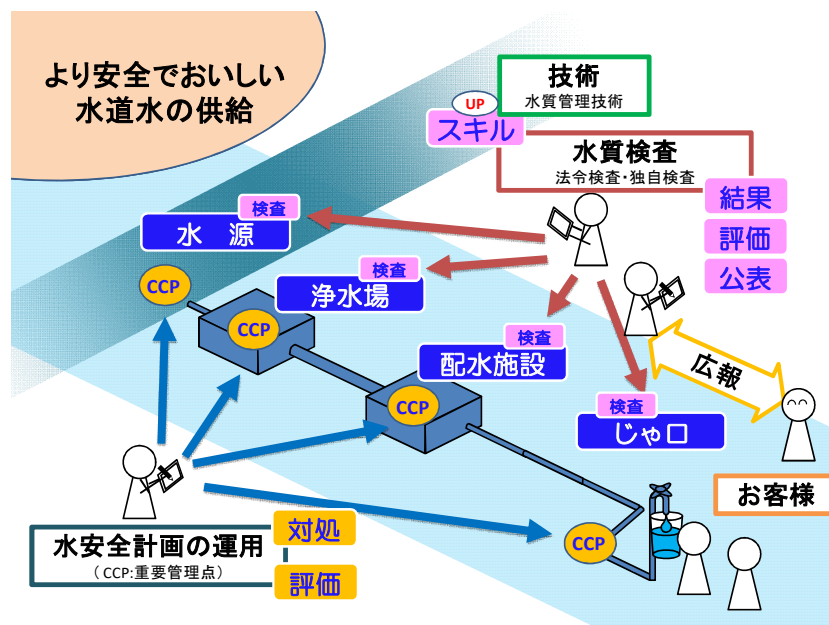 より安全でおいしい
水道水の供給
技術
水質管理技術
UP
スキル
水質検査
法令検査・独自検査
結果
評価
公表
検査
水 源
検査
浄水場
検査
配水施設
検査
じゃ口
CCP
CCP
CCP
CCP
広報
お客様
水安全計画の運用
（CCP:重要管理点）
対処
評価